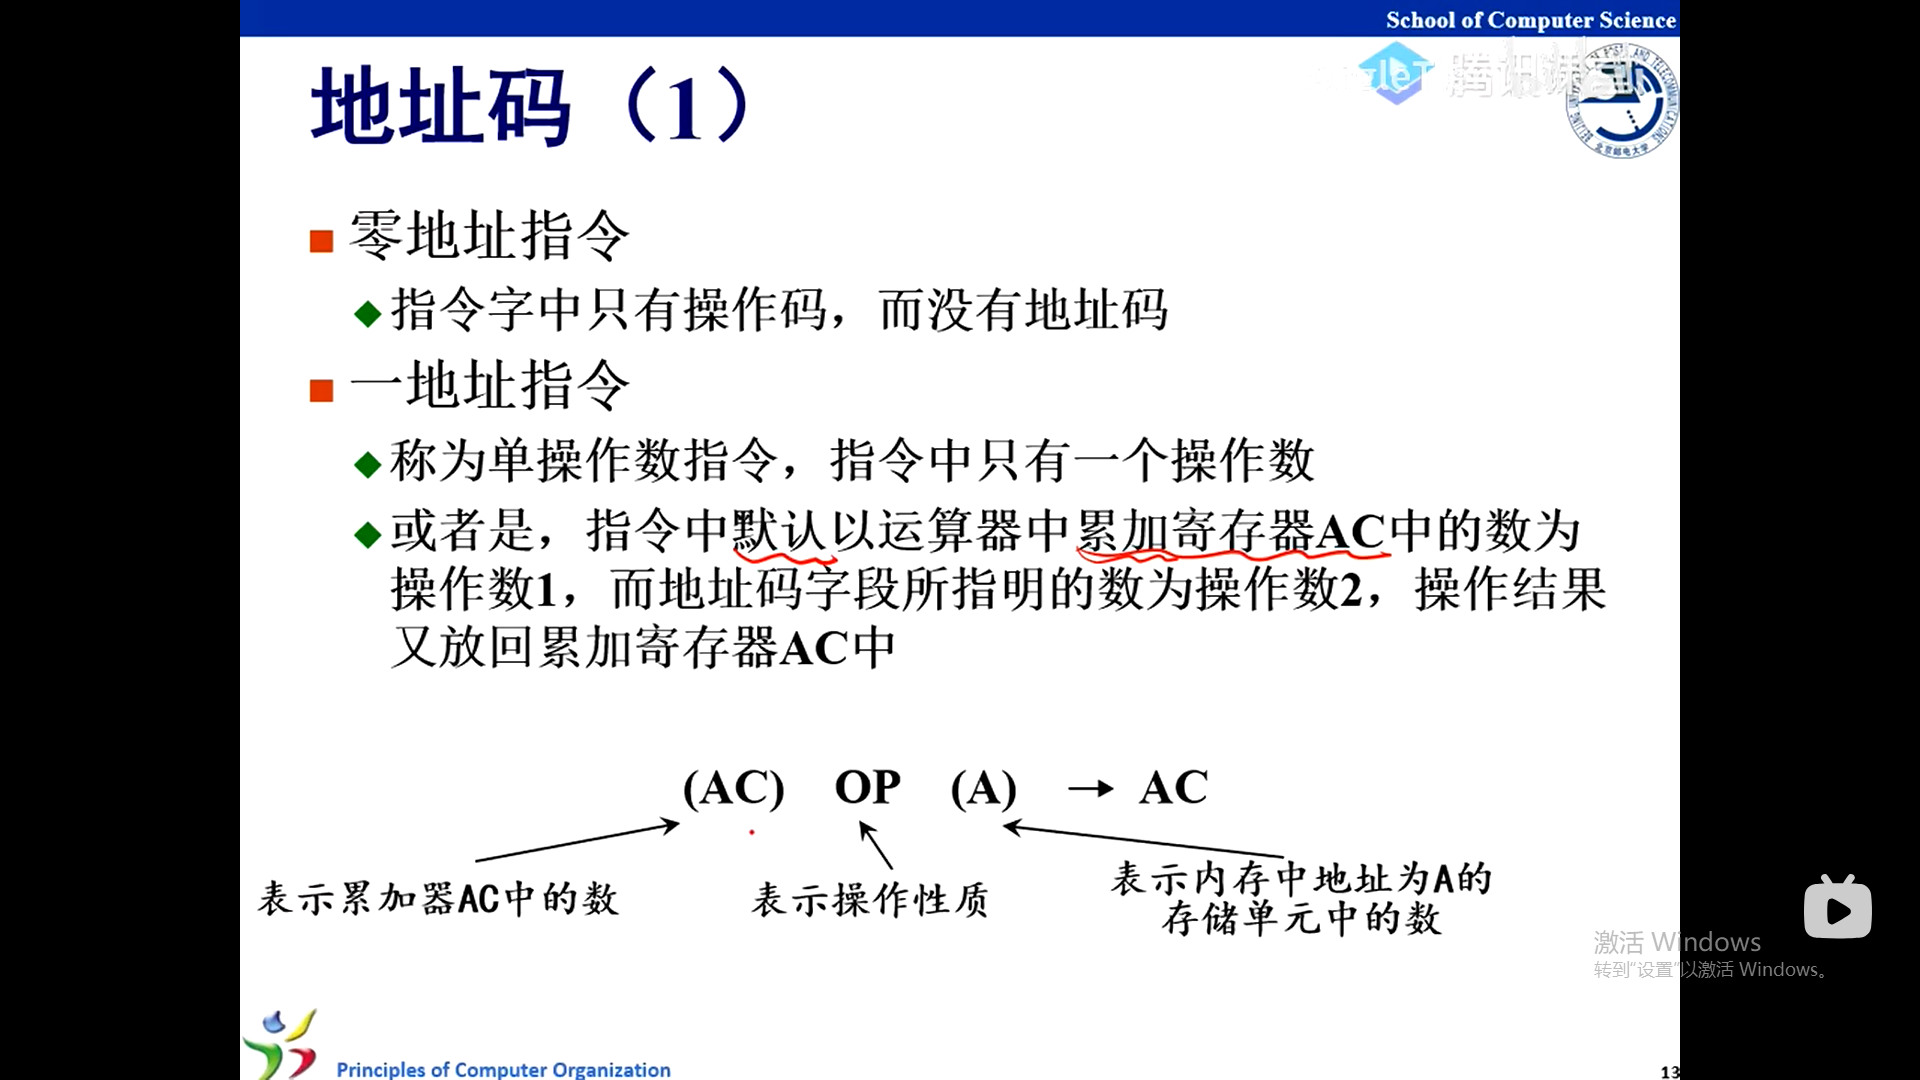 School of Computer Science
地址码（1）
零地址指令
指令字中只有操作码，而没有地址码
一地址指令
称为单操作数指令，指令中只有一个操作数
或者是，指令中默认以运算器中累加寄存器AC中的数为
操作数1，而地址码字段所指明的数为操作数2，操作结果
又放回累加寄存器AC中
(AC) OP (A) → AC
表示累加器AC中的数
表示操作性质
表示内存中地址为A的
存储单元中的数
激活 Windows
转到“设置”以激活 Windows。
Principles of Computer Organization
13